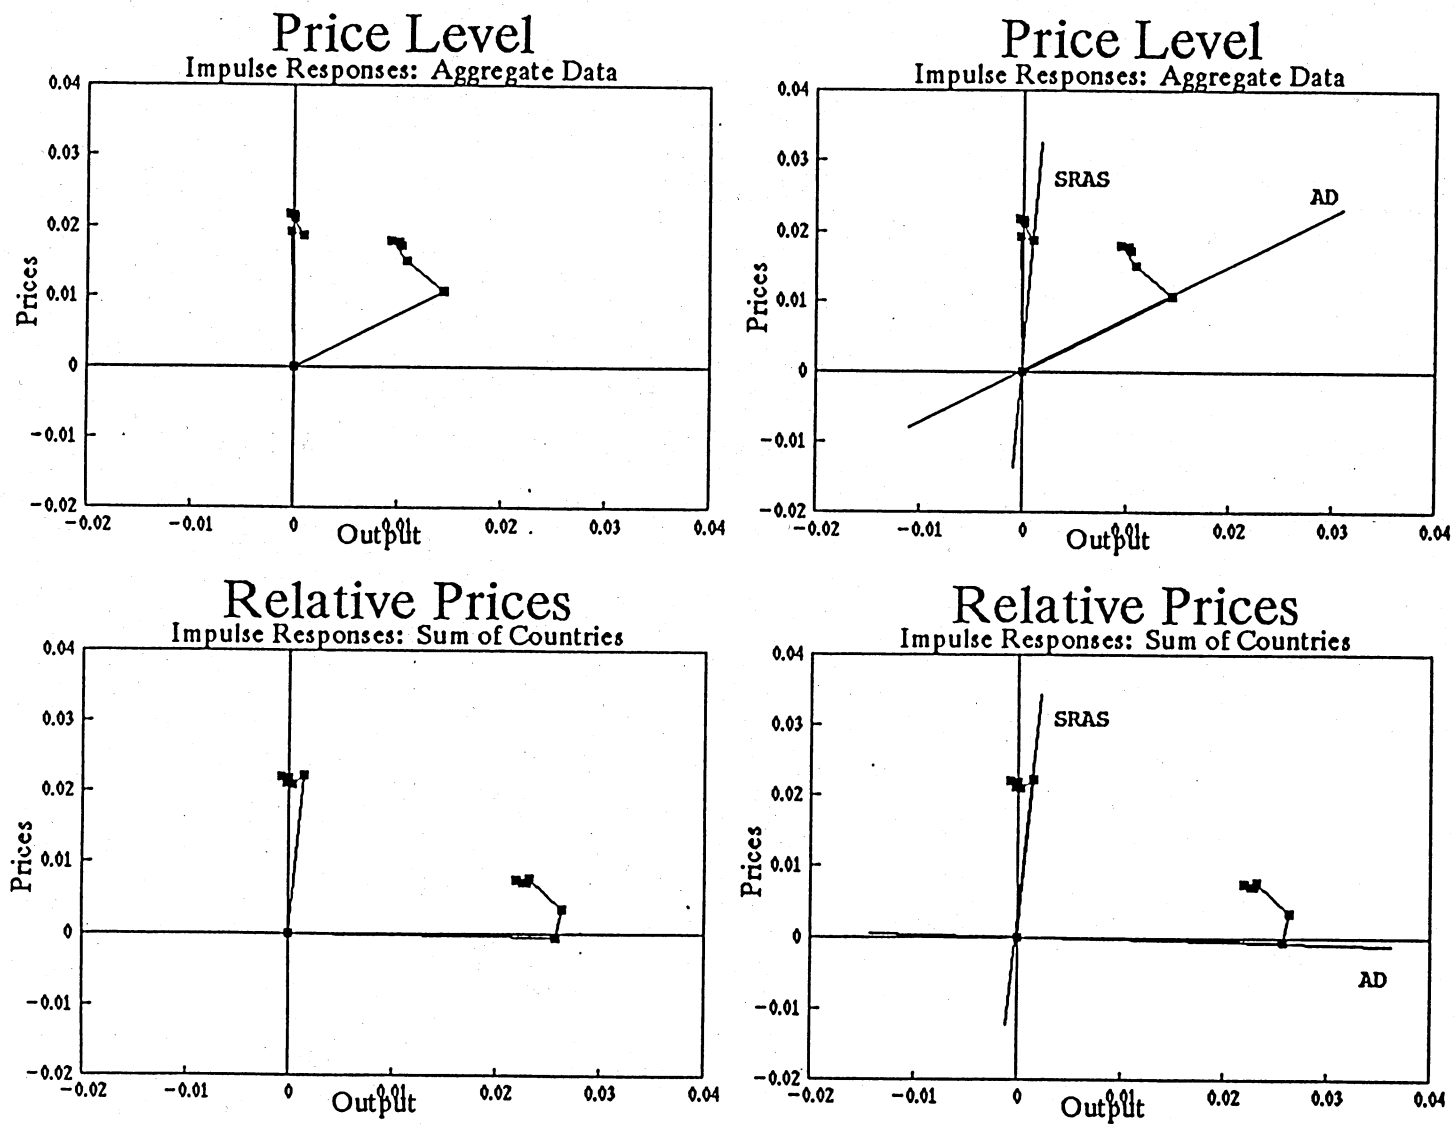 Price Level
Impulse Responses: Aggregate Data
0.04
0.03
0.02
0.01
0
−0.01
−0.02
Prices
−0.02 −0.01 0 0.01 0.02 0.03 0.04
Output
Price Level
Impulse Responses: Aggregate Data
0.04
0.03
0.02
0.01
0
−0.01
−0.02
Prices
SRAS
AD
−0.02 −0.01 0 0.01 0.02 0.03 0.04
Output
Relative Prices
Impulse Responses: Sum of Countries
0.04
0.03
0.02
0.01
0
−0.01
−0.02
Prices
−0.02 −0.01 0 0.01 0.02 0.03 0.04
Output
Relative Prices
Impulse Responses: Sum of Countries
0.04
0.03
0.02
0.01
0
−0.01
−0.02
Prices
SRAS
AD
−0.02 −0.01 0 0.01 0.02 0.03 0.04
Output